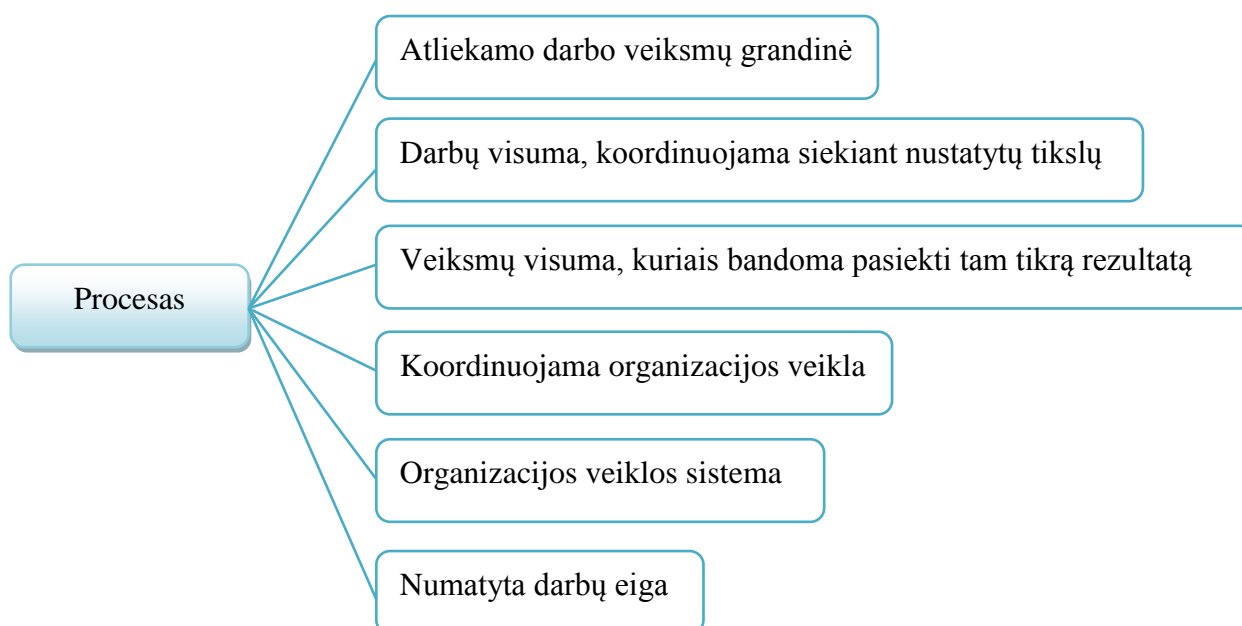 Atliekamo darbo veiksmų grandinė
Darbų visuma, koordinuojama siekiant nustatytų tikslų
Veiksmų visuma, kuriais bandoma pasiekti tam tikrą rezultatą
Procesas
Koordinuojama organizacijos veikla
Organizacijos veiklos sistema
Numatyta darbų eiga